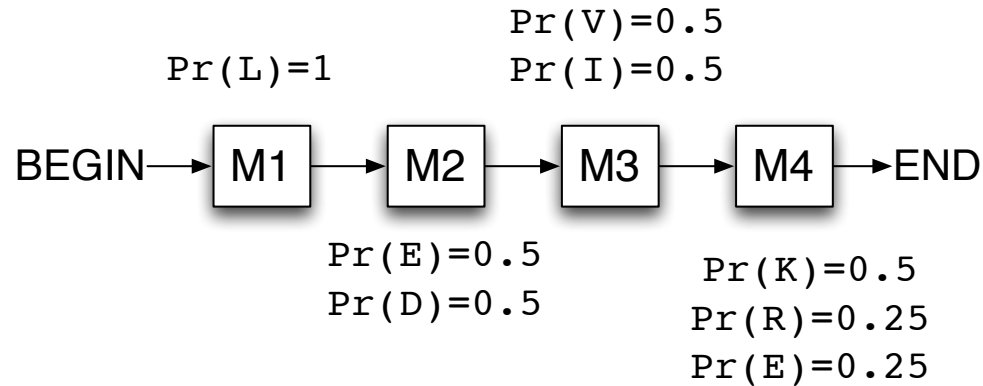 Pr(V)=0.5
Pr(L)=1
Pr(I)=0.5
BEGIN M1 M2 M3 M4 END
Pr(E)=0.5
Pr(D)=0.5
Pr(K)=0.5
Pr(R)=0.25
Pr(E)=0.25